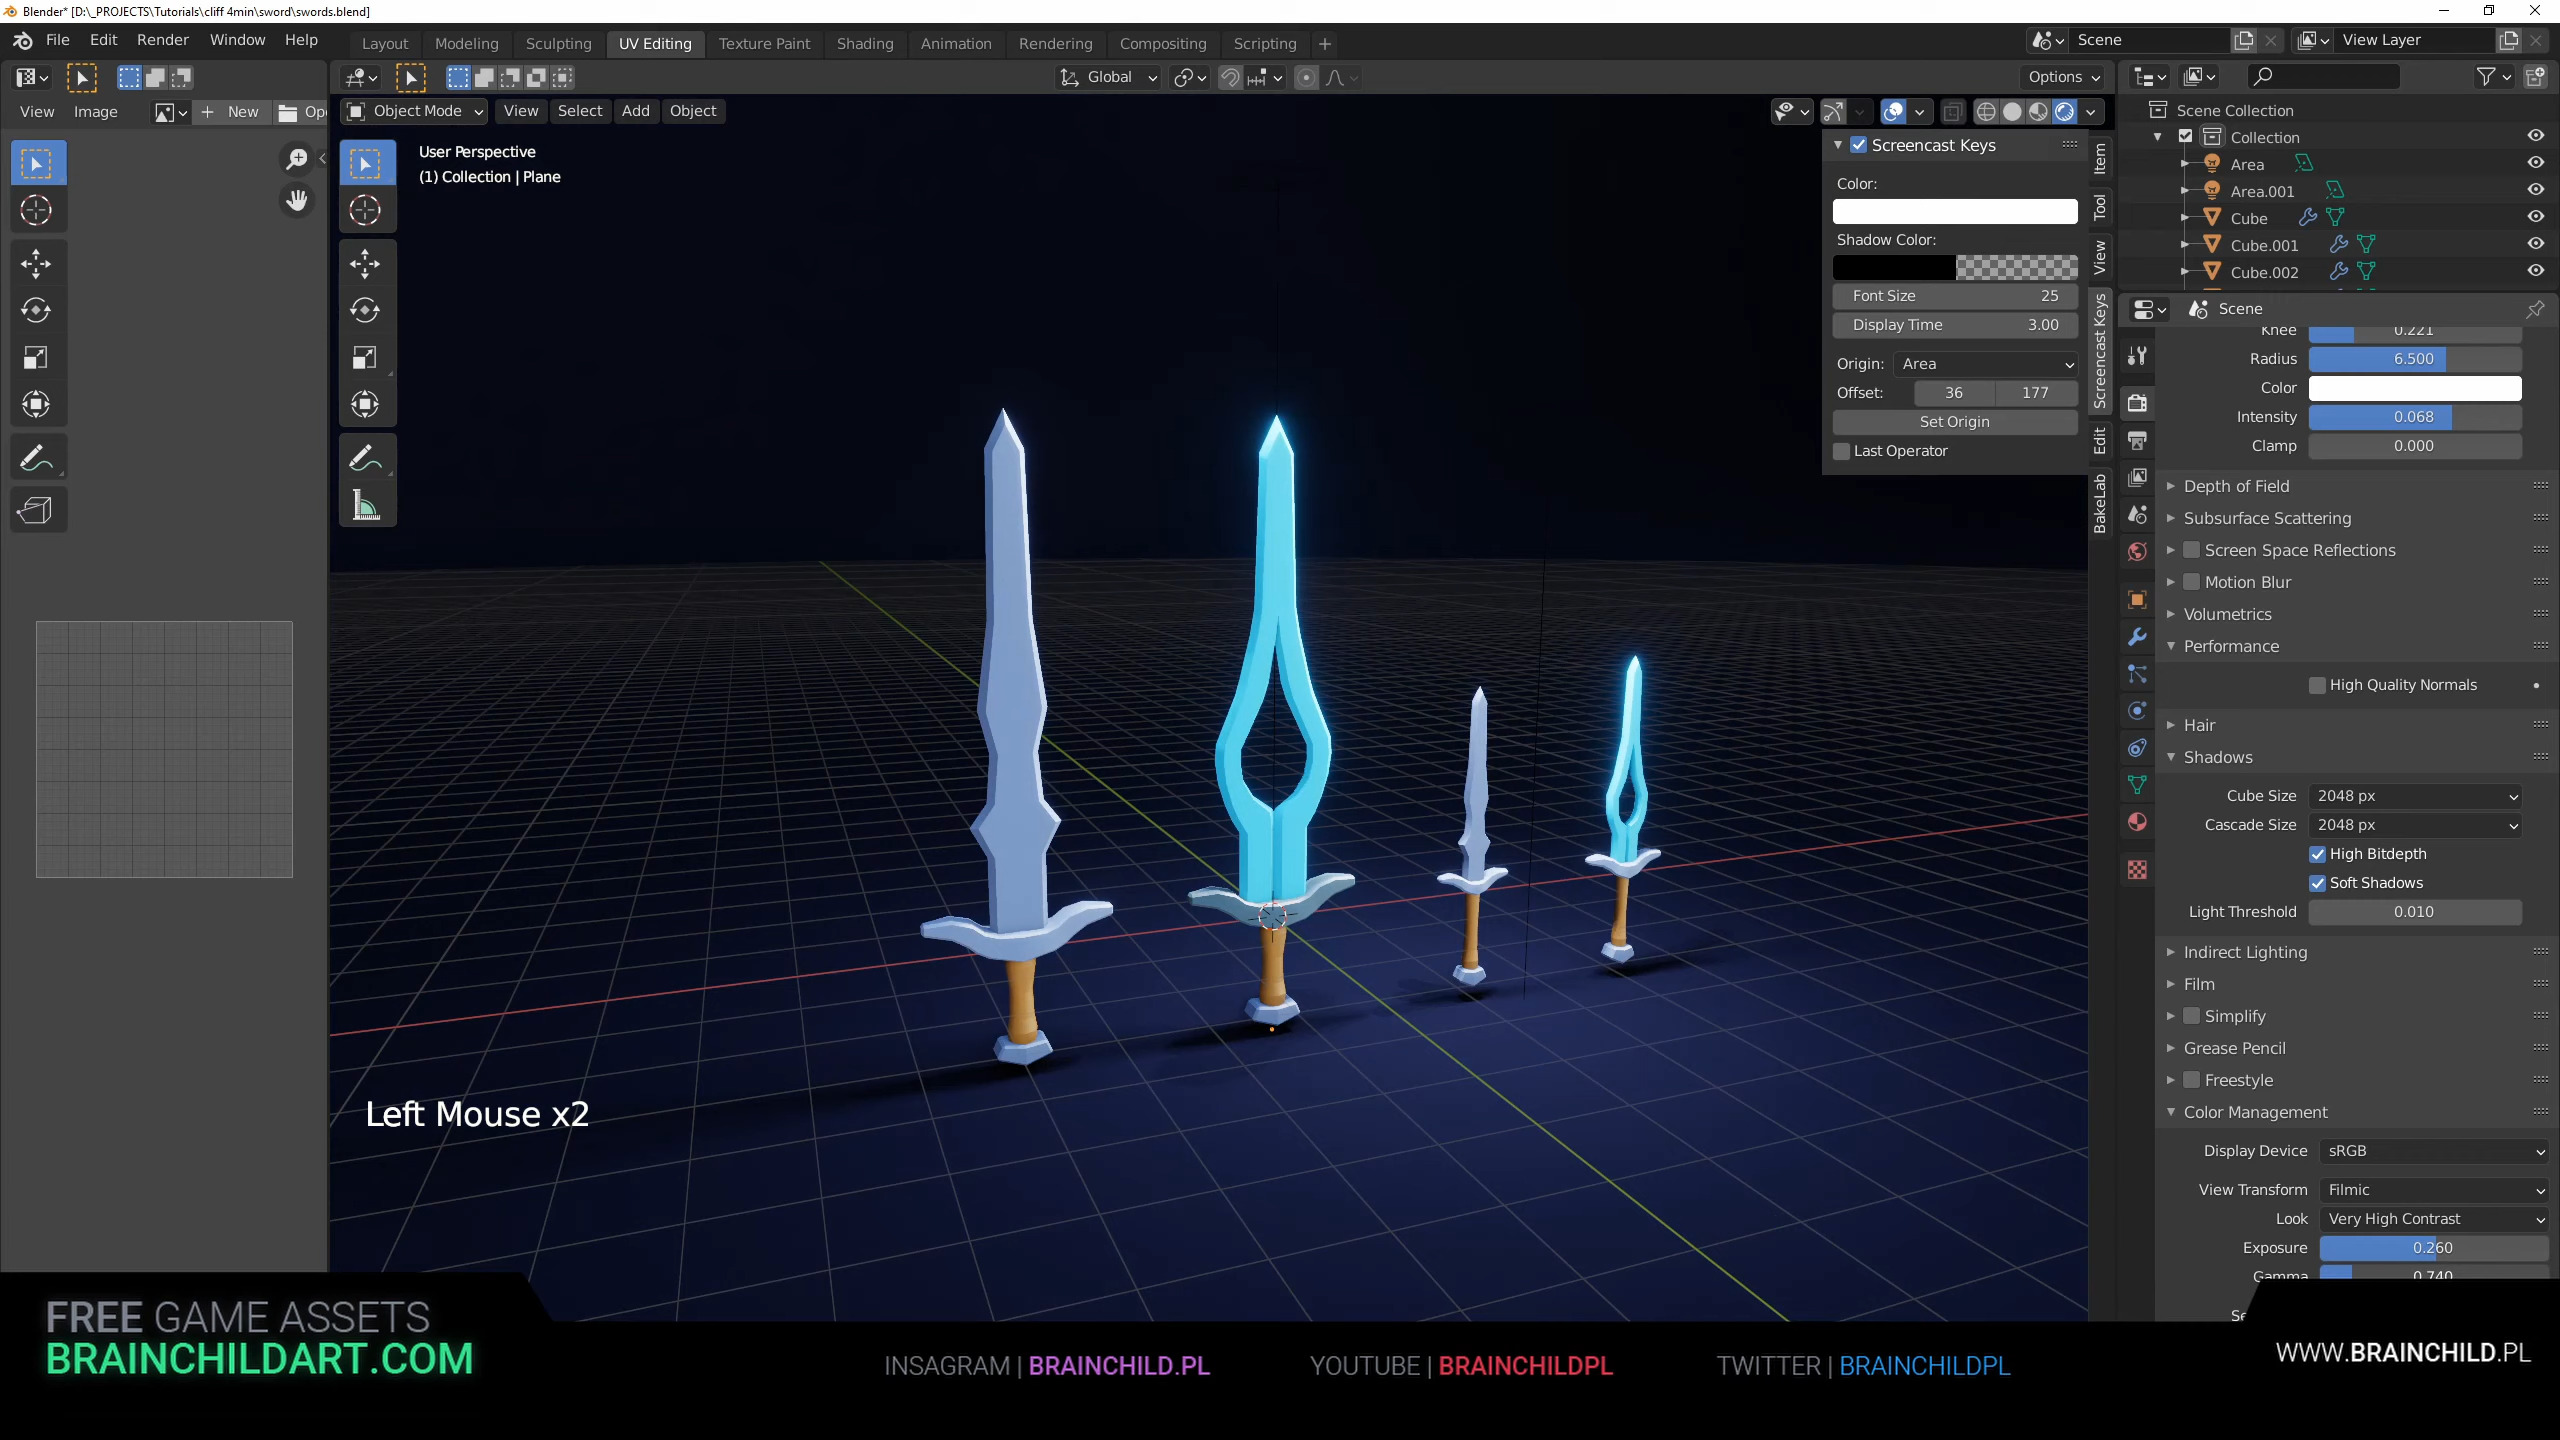 Blender* [D:\_PROJECTS\Tutorials\cliff 4min\sword\swords.blend]
File Edit Render Window Help
Layout Modeling Sculpting UV Editing Texture Paint Shading Animation Rendering Compositing Scripting +
Scene
View Layer
Global
Options
View Image + New Op
Object Mode View Select Add Object
User Perspective
(1) Collection | Plane
Screencast Keys
Color:
Shadow Color:
Font Size 25
Display Time 3.00
Origin: Area
Offset: 36 177
Set Origin
Last Operator
Item
Tool
View
Screencast Keys
Edit
BakeLab
Scene Collection
Collection
Area
Area.001
Cube
Cube.001
Cube.002
Scene
Knee 0.221
Radius 6.500
Color
Intensity 0.068
Clamp 0.000
Depth of Field
Subsurface Scattering
Screen Space Reflections
Motion Blur
Volumetrics
Performance
High Quality Normals
Hair
Shadows
Cube Size 2048 px
Cascade Size 2048 px
High Bitdepth
Soft Shadows
Light Threshold 0.010
Indirect Lighting
Film
Simplify
Grease Pencil
Freestyle
Color Management
Display Device sRGB
View Transform Filmic
Look Very High Contrast
Exposure 0.260
Gamma 0.740
Left Mouse x2
FREE GAME ASSETS
BRAINCHILDART.COM
INSAGRAM | BRAINCHILD.PL
YOUTUBE | BRAINCHILDPL
TWITTER | BRAINCHILDPL
WWW.BRAINCHILD.PL